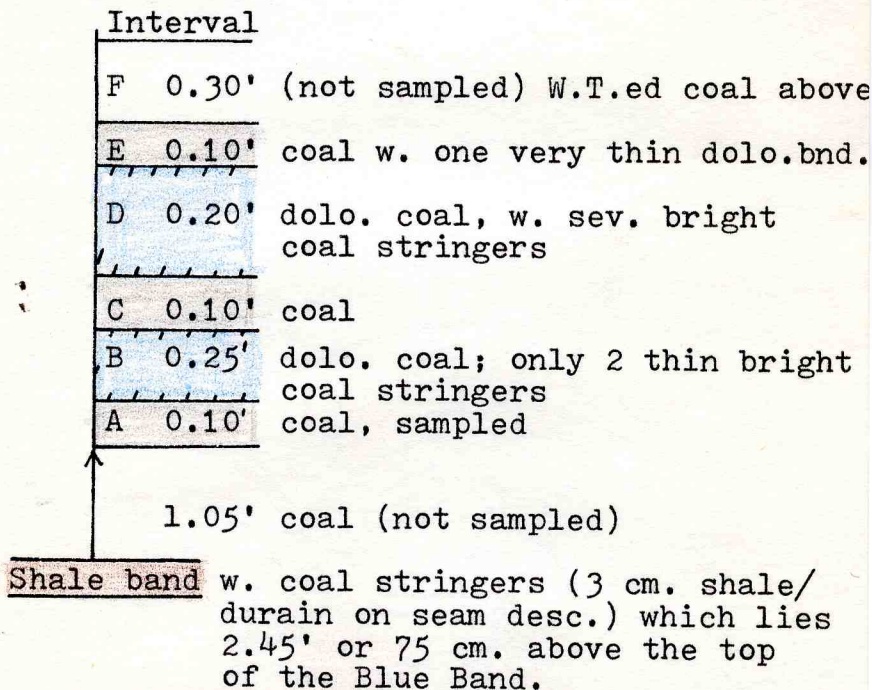 Interval
F 0.30' (not sampled) W.T.ed coal above
E 0.10' coal w. one very thin dolo.bnd.
D 0.20' dolo. coal, w. sev. bright
coal stringers
C 0.10' coal
B 0.25' dolo. coal; only 2 thin bright
coal stringers
A 0.10' coal, sampled
1.05' coal (not sampled)
Shale band w. coal stringers (3 cm. shale/
durain on seam desc.) which lies
2.45' or 75 cm. above the top
of the Blue Band.